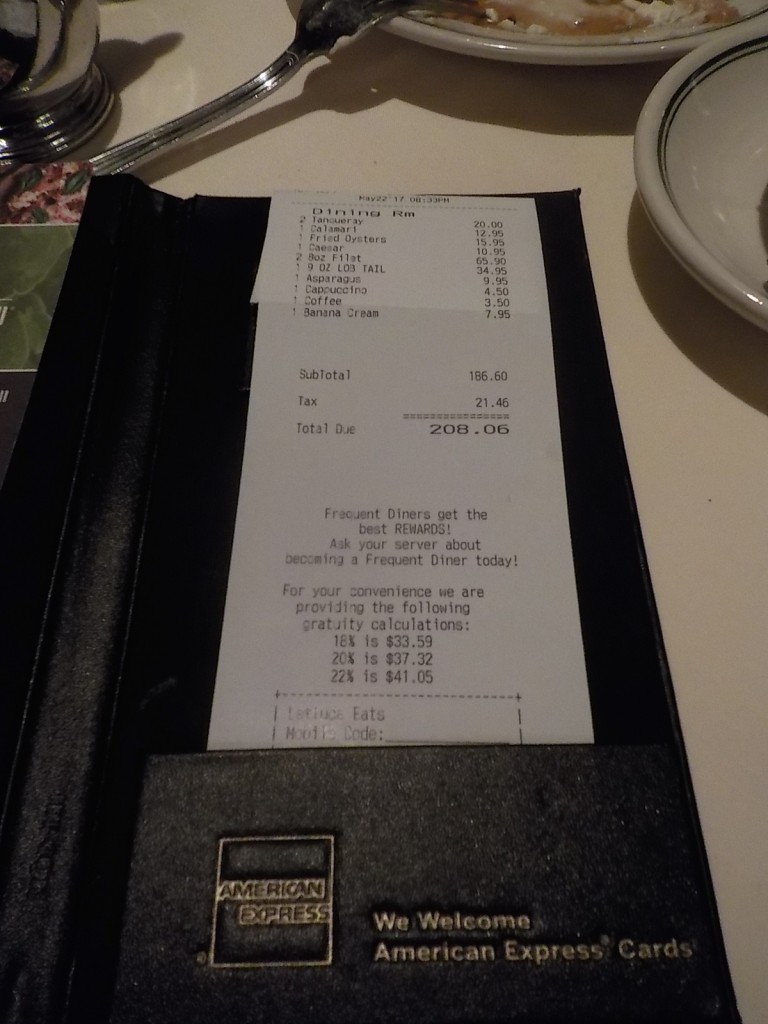 May22'17 08:33PM
Dining Rm
2 Tanqueray 20.00
1 Calamari 12.95
1 Fried Oysters 15.95
1 Caesar 10.95
2 8oz Filet 65.90
1 9 OZ LOB TAIL 34.95
1 Asparagus 9.95
1 Cappuccino 4.50
1 Coffee 3.50
1 Banana Cream 7.95
SubTotal 186.60
Tax 21.46
Total Due 208.06
Frequent Diners get the
best REWARDS!
Ask your server about
becoming a Frequent Diner today!
For your convenience we are
providing the following
gratuity calculations:
18% is $33.59
20% is $37.32
22% is $41.05
Lettuce Eats
Mobile Code:
AMERICAN
EXPRESS®
We Welcome
American Express® Cards